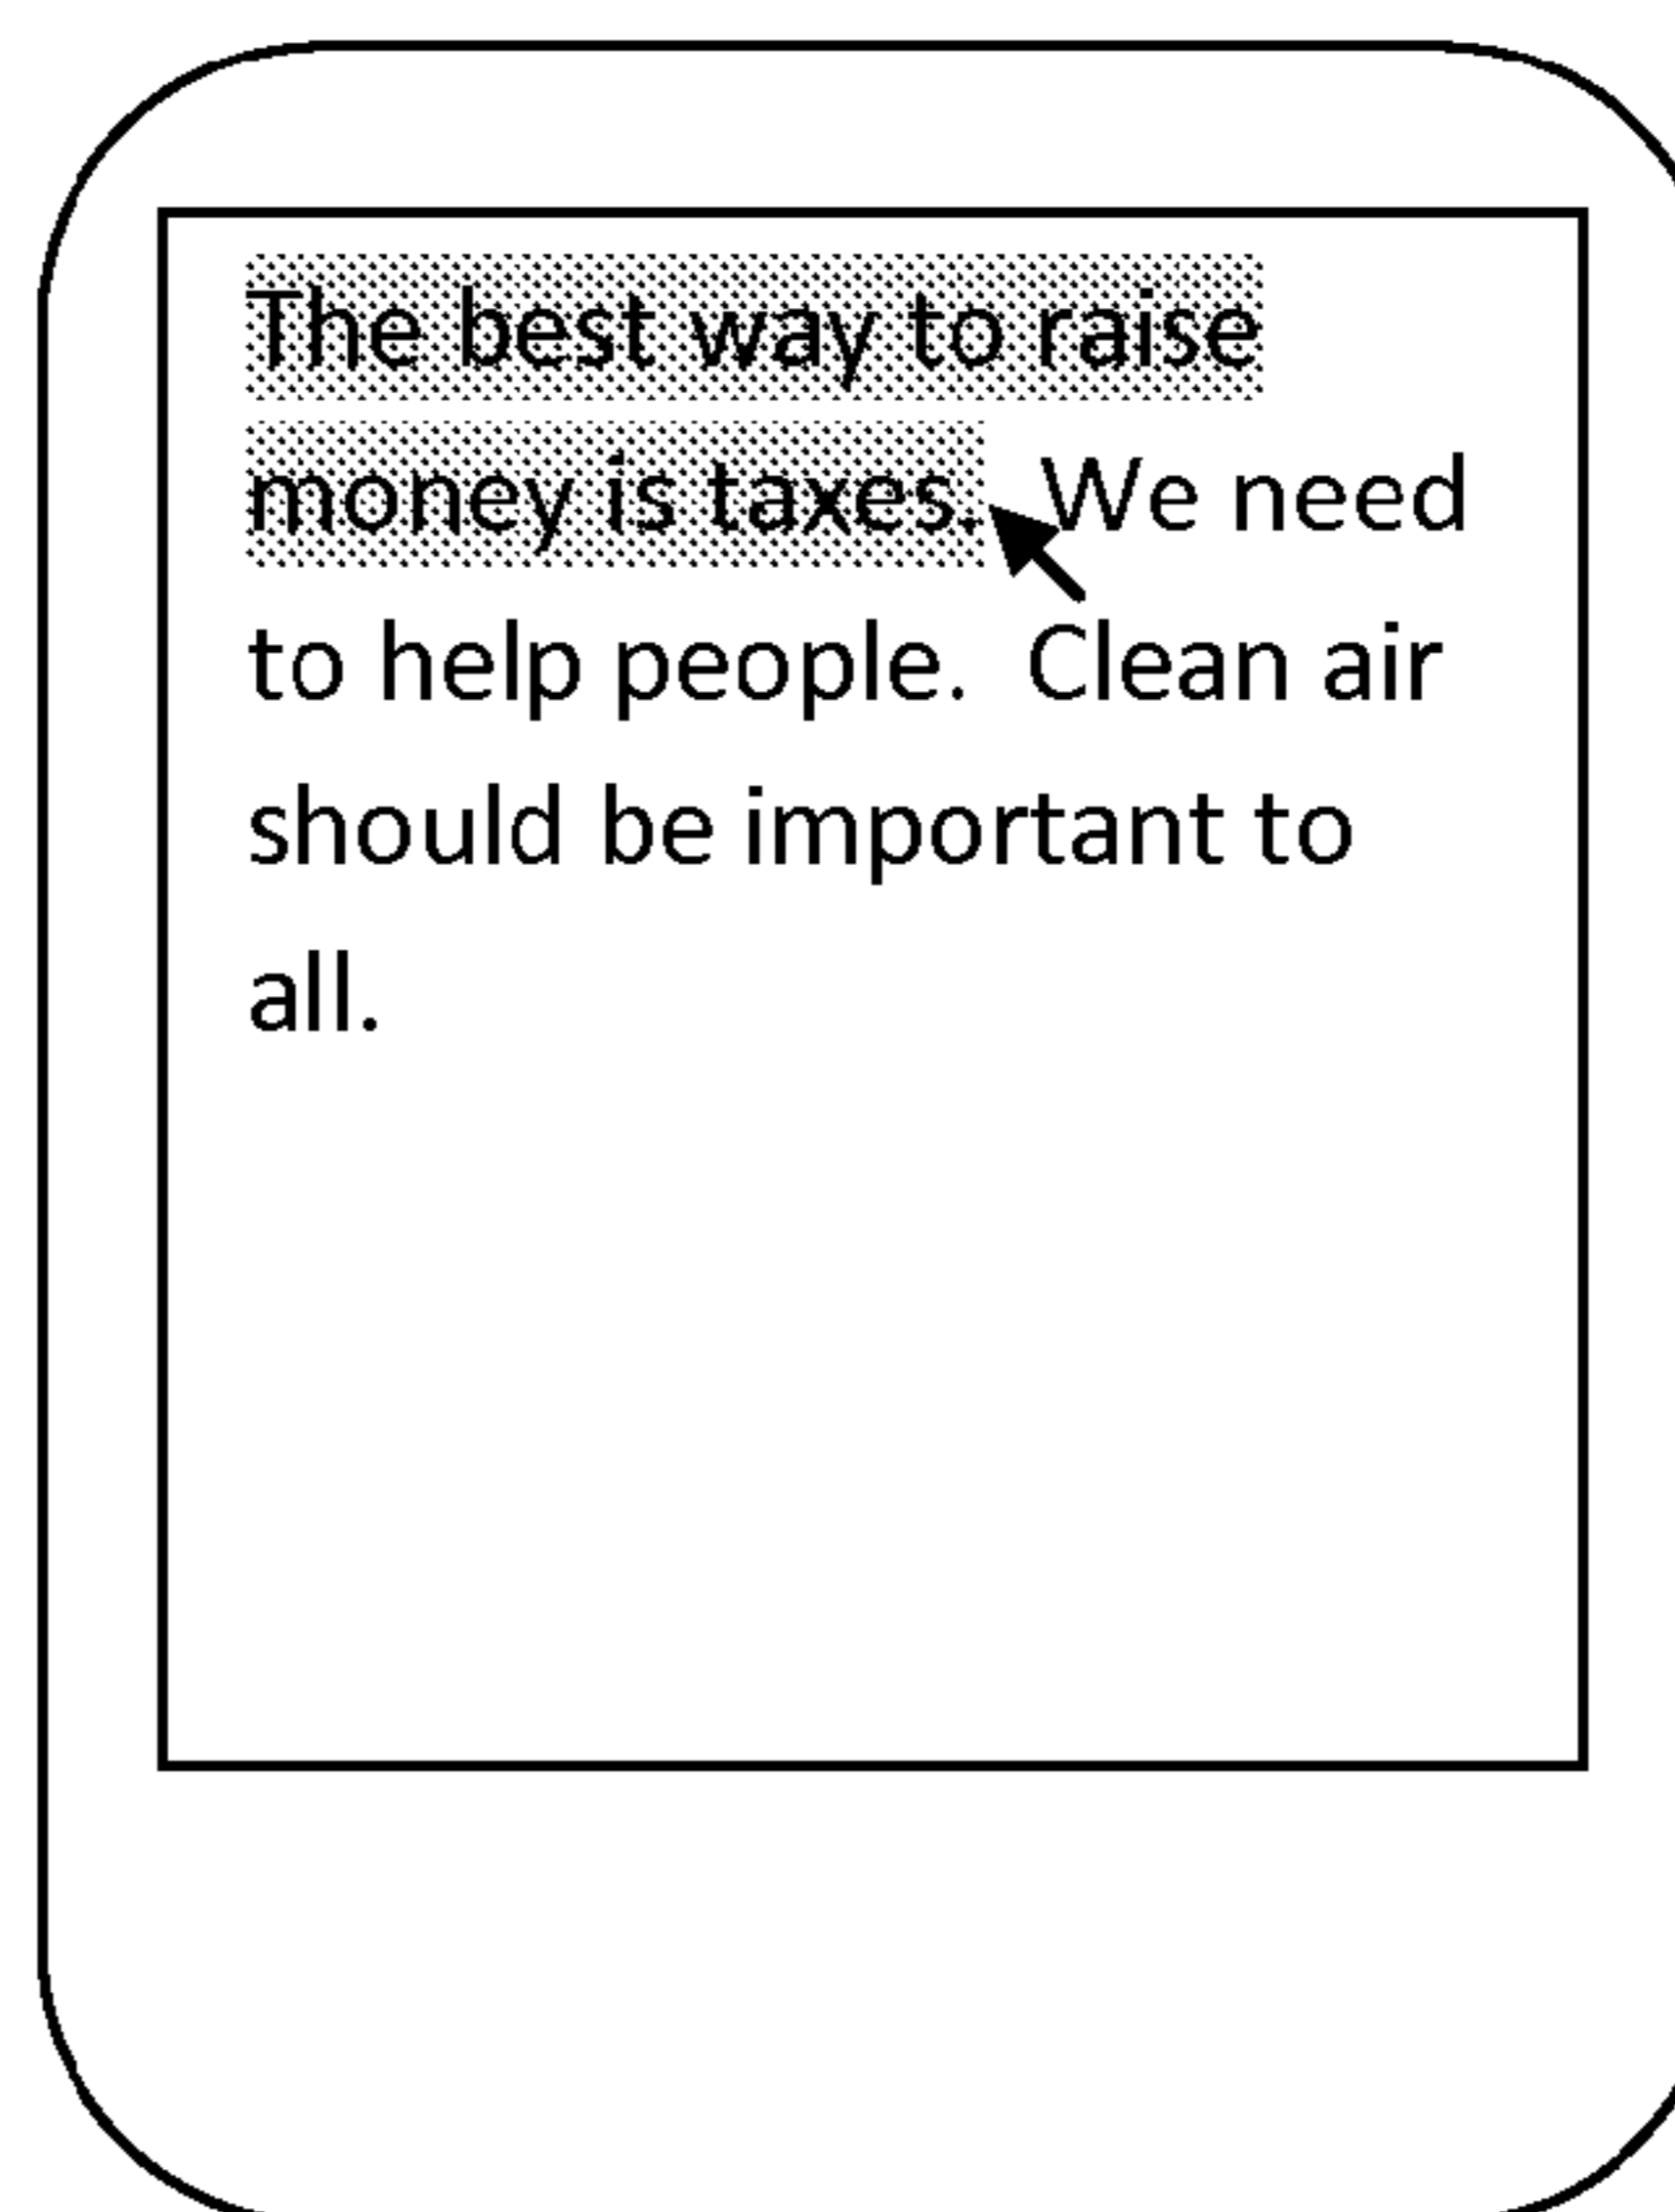 The best way to raise
money is taxes. We need
to help people. Clean air
should be important to
all.